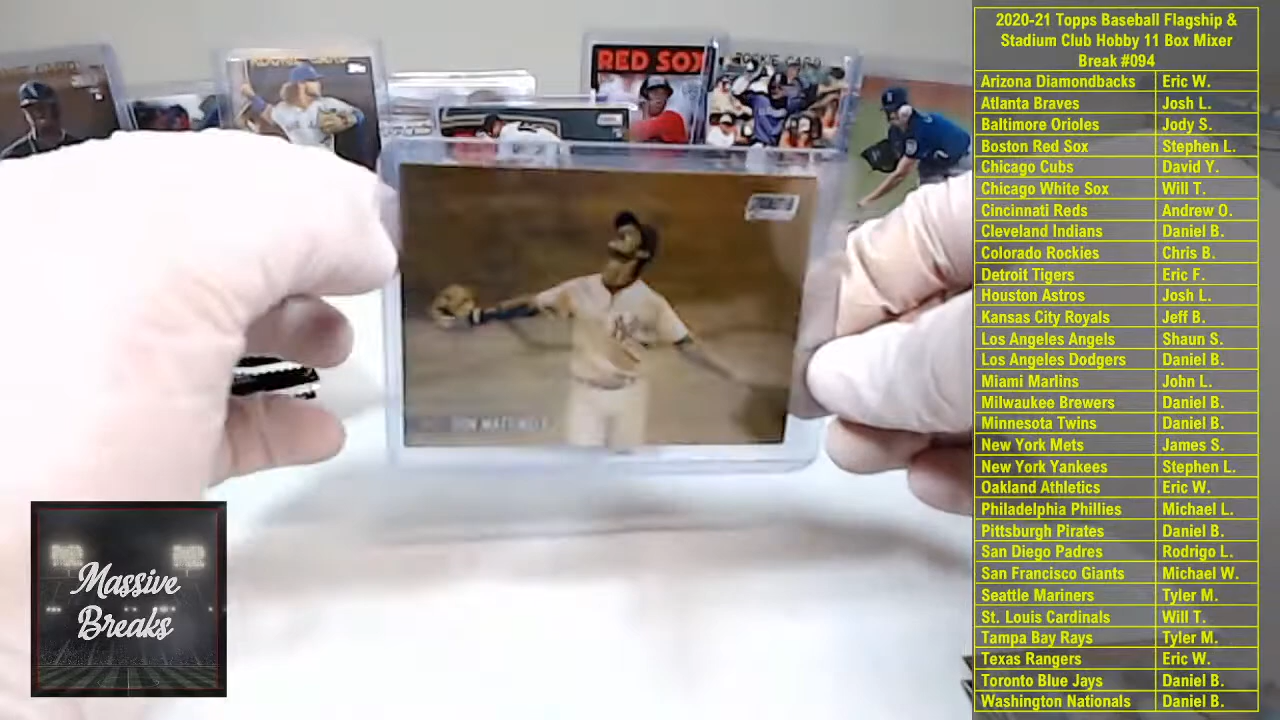 2020-21 Topps Baseball Flagship &
Stadium Club Hobby 11 Box Mixer
Break #094
Arizona Diamondbacks Eric W.
Atlanta Braves Josh L.
Baltimore Orioles Jody S.
Boston Red Sox Stephen L.
Chicago Cubs David Y.
Chicago White Sox Will T.
Cincinnati Reds Andrew O.
Cleveland Indians Daniel B.
Colorado Rockies Chris B.
Detroit Tigers Eric F.
Houston Astros Josh L.
Kansas City Royals Jeff B.
Los Angeles Angels Shaun S.
Los Angeles Dodgers Daniel B.
Miami Marlins John L.
Milwaukee Brewers Daniel B.
Minnesota Twins Daniel B.
New York Mets James S.
New York Yankees Stephen L.
Oakland Athletics Eric W.
Philadelphia Phillies Michael L.
Pittsburgh Pirates Daniel B.
San Diego Padres Rodrigo L.
San Francisco Giants Michael W.
Seattle Mariners Tyler M.
St. Louis Cardinals Will T.
Tampa Bay Rays Tyler M.
Texas Rangers Eric W.
Toronto Blue Jays Daniel B.
Washington Nationals Daniel B.
RED SOX
ROOKIE CARD
ROOKIE CARD
Topps
NY
Massive
Breaks